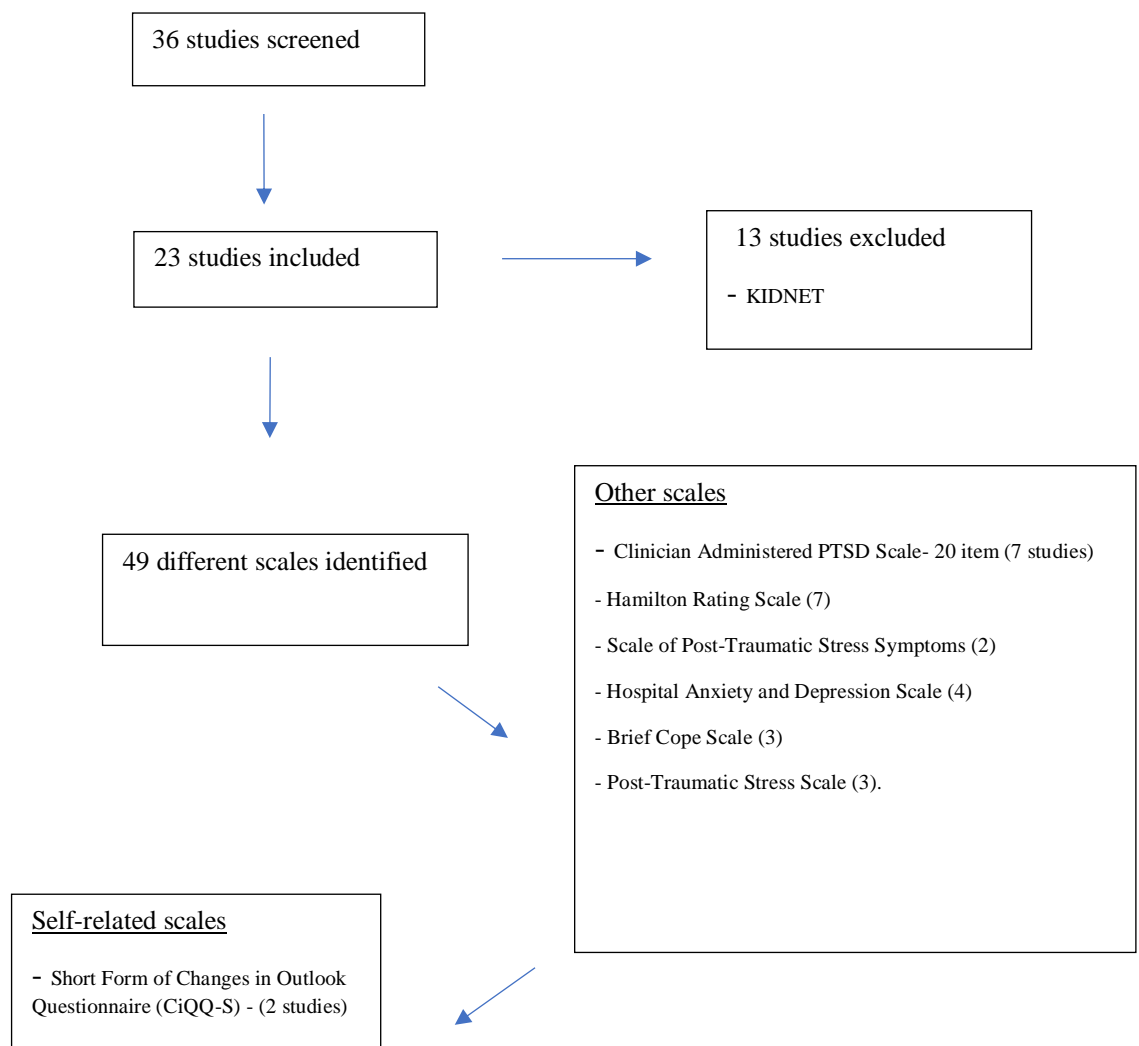 36 studies screened
23 studies included
13 studies excluded
- KIDNET
49 different scales identified
Other scales
- Clinician Administered PTSD Scale- 20 item (7 studies)
- Hamilton Rating Scale (7)
- Scale of Post-Traumatic Stress Symptoms (2)
- Hospital Anxiety and Depression Scale (4)
- Brief Cope Scale (3)
- Post-Traumatic Stress Scale (3).
Self-related scales
- Short Form of Changes in Outlook
Questionnaire (CiQQ-S) - (2 studies)